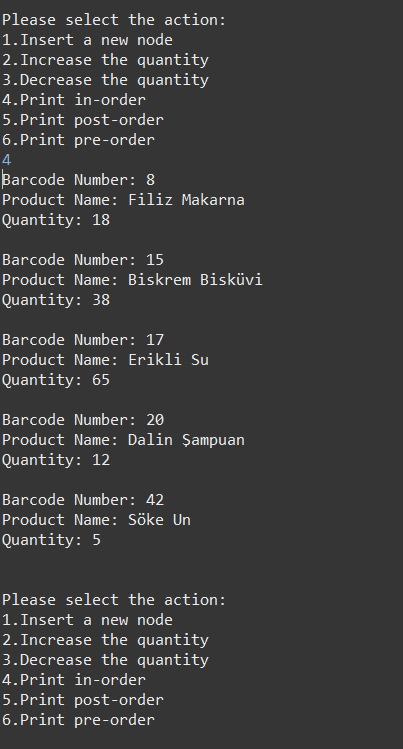 Please select the action:
1.Insert a new node
2.Increase the quantity
3.Decrease the quantity
4.Print in-order
5.Print post-order
6.Print pre-order
4
Barcode Number: 8
Product Name: Filiz Makarna
Quantity: 18

Barcode Number: 15
Product Name: Biskrem Bisküvi
Quantity: 38

Barcode Number: 17
Product Name: Erikli Su
Quantity: 65

Barcode Number: 20
Product Name: Dalin Şampuan
Quantity: 12

Barcode Number: 42
Product Name: Söke Un
Quantity: 5

Please select the action:
1.Insert a new node
2.Increase the quantity
3.Decrease the quantity
4.Print in-order
5.Print post-order
6.Print pre-order